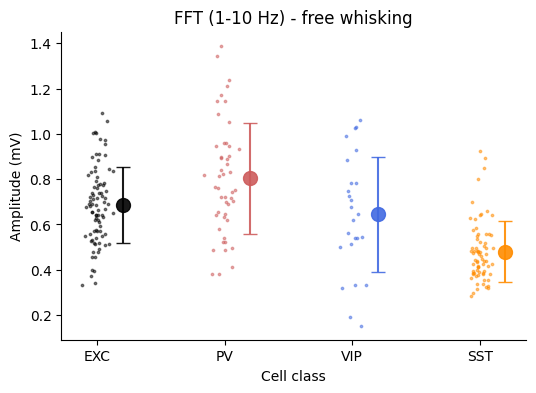 FFT (1-10 Hz) - free whisking
1.4
1.2
1.0
0.8
0.6
0.4
0.2
Amplitude (mV)
EXC PV VIP SST
Cell class